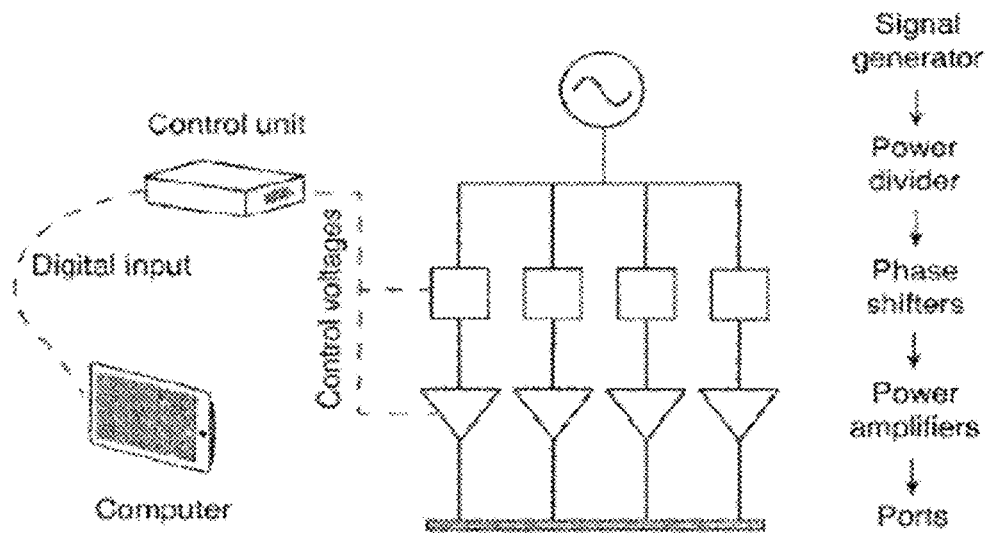 Signal
generator
Control unit
Power
divider
Digital input
Control voltages
Phase
shifters
Power
amplifiers
Computer
Ports